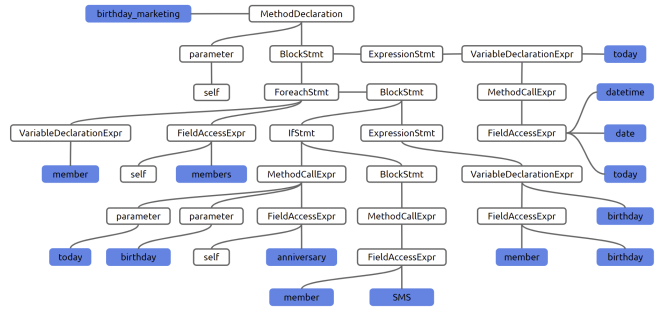 birthday_marketing MethodDeclaration
parameter BlockStmt ExpressionStmt VariableDeclarationExpr today
self ForeachStmt BlockStmt MethodCallExpr datetime
VariableDeclarationExpr FieldAccessExpr IfStmt ExpressionStmt FieldAccessExpr date
member self members MethodCallExpr BlockStmt VariableDeclarationExpr today
parameter parameter FieldAccessExpr MethodCallExpr FieldAccessExpr birthday
today birthday self anniversary FieldAccessExpr member birthday
member SMS